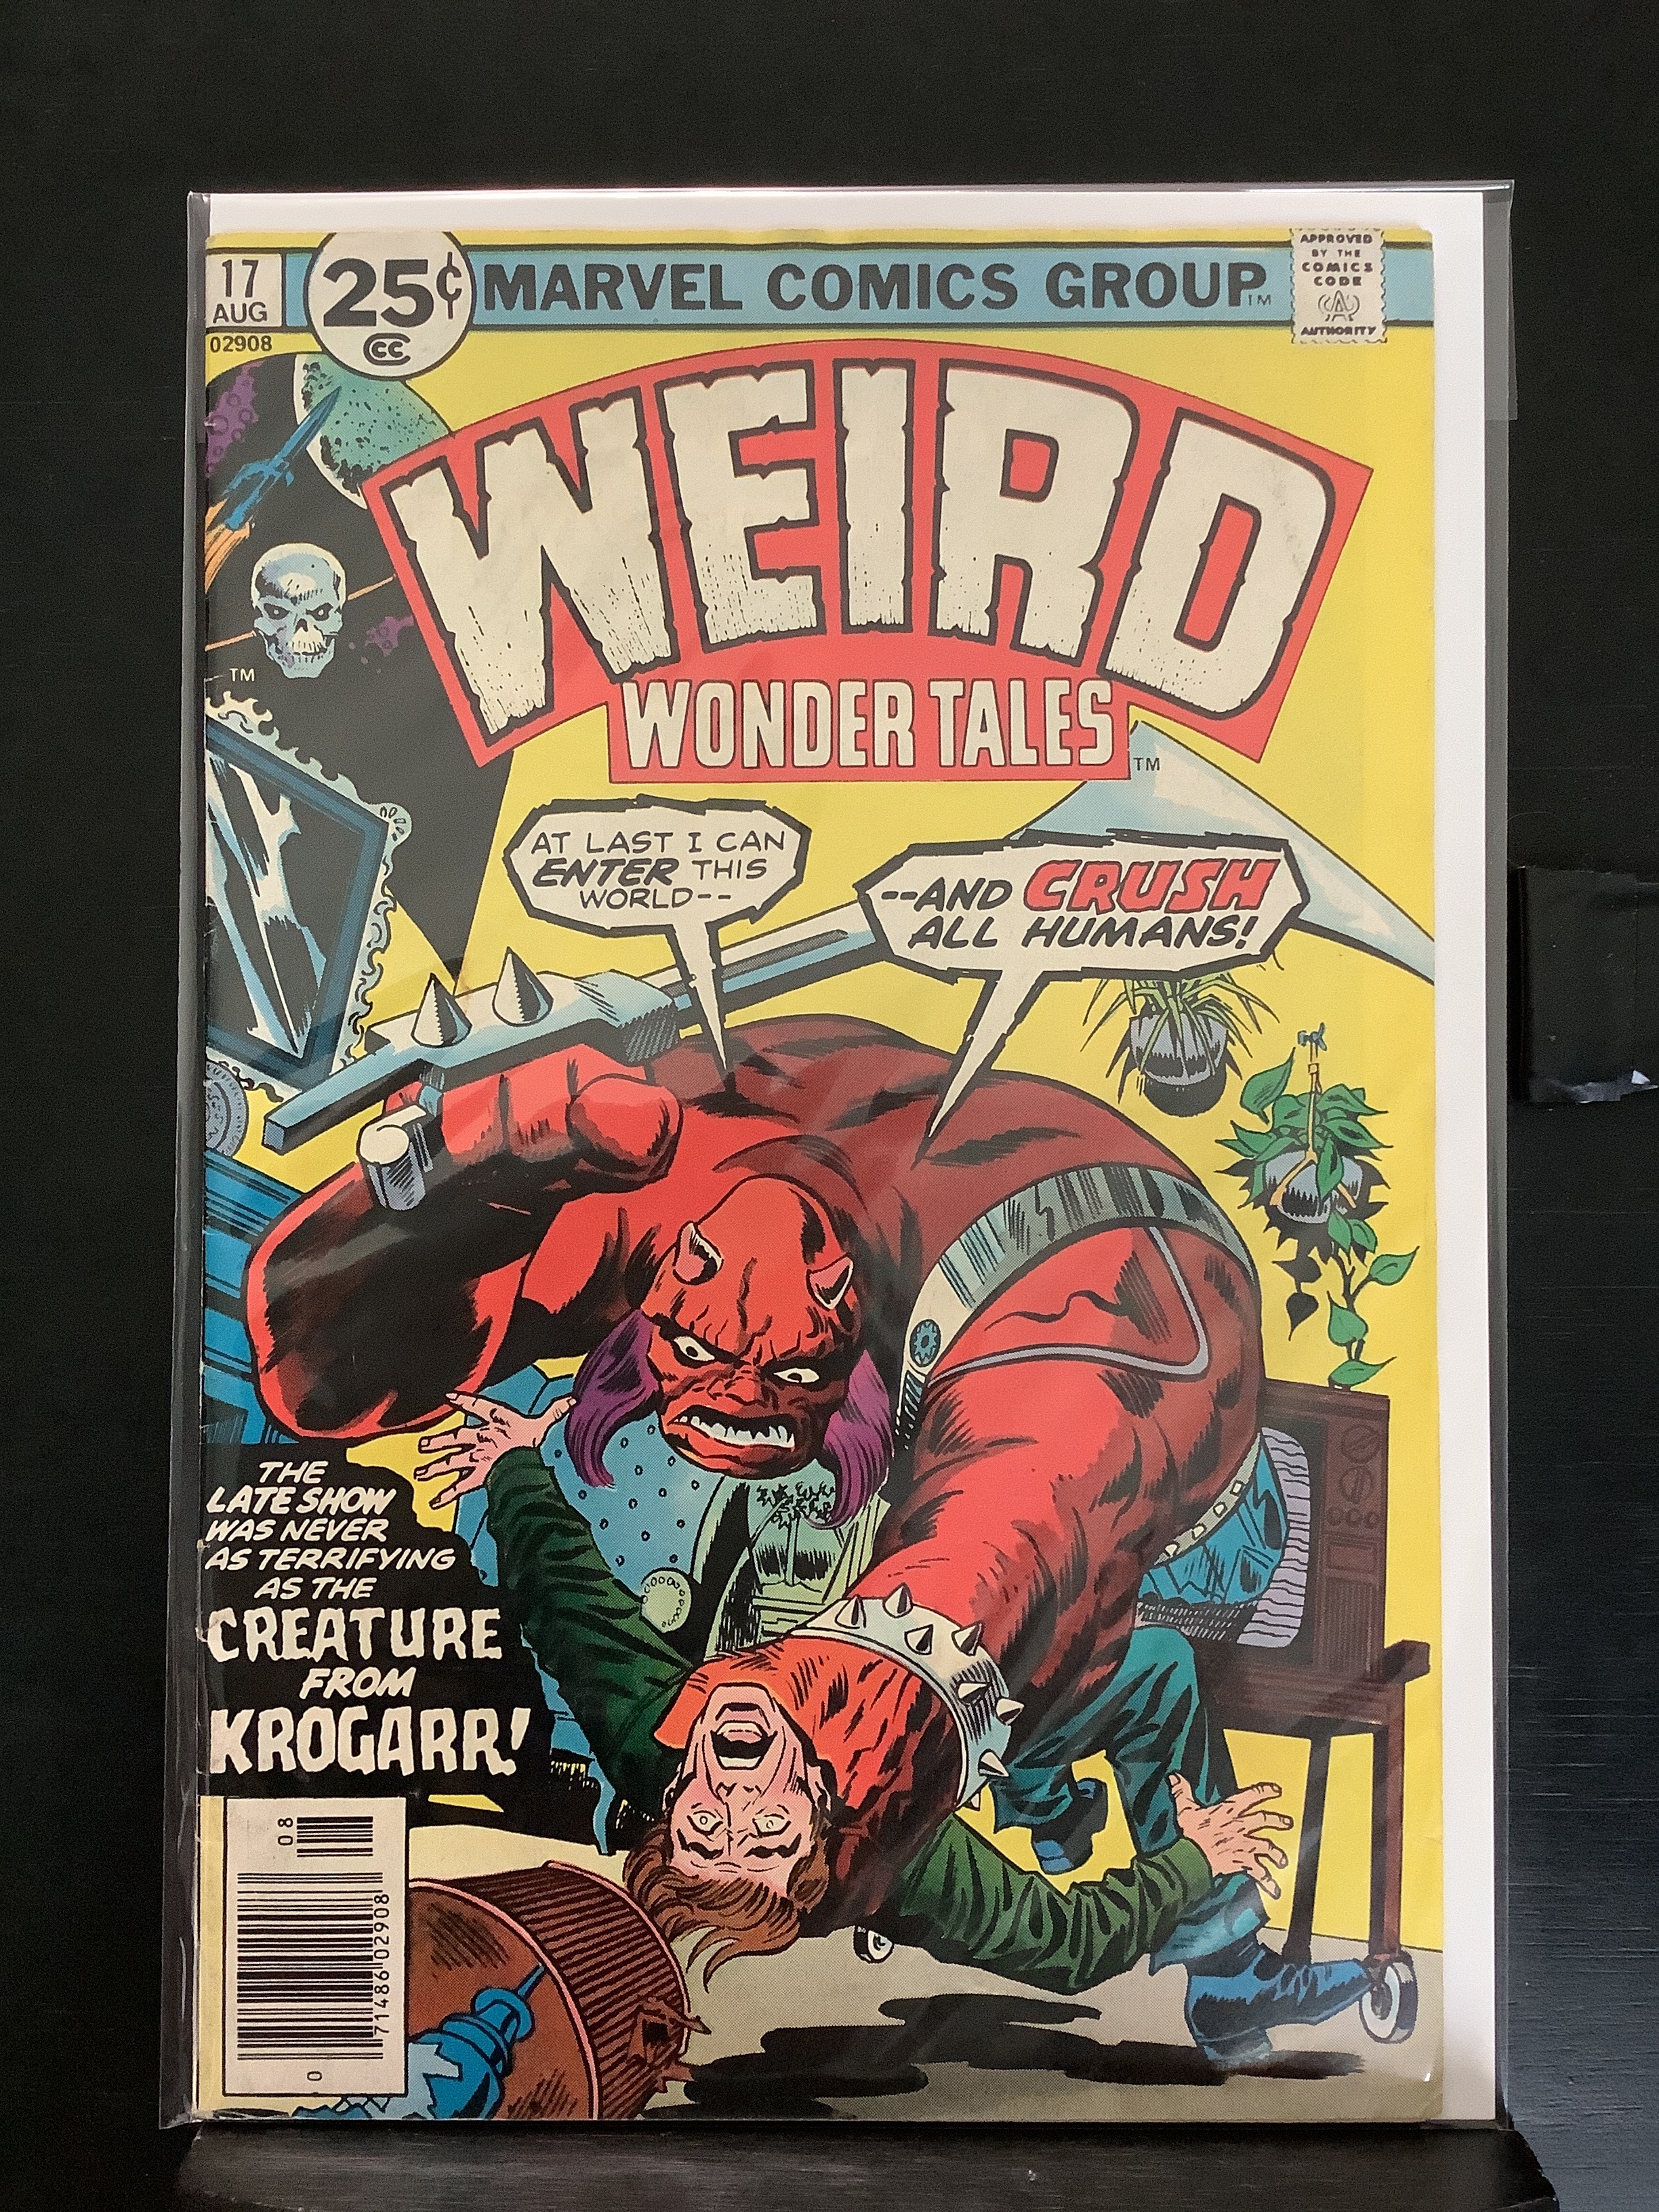 17
AUG
02908
25¢
CC
MARVEL COMICS GROUP™
APPROVED
BY THE
COMICS
CODE
CA
AUTHORITY
WEIRD
WONDER TALES
TM
TM
AT LAST I CAN
ENTER THIS
WORLD--
--AND CRUSH
ALL HUMANS!
THE
LATE SHOW
WAS NEVER
AS TERRIFYING
AS THE
CREATURE
FROM
KROGARR!
08
71486 02908
0